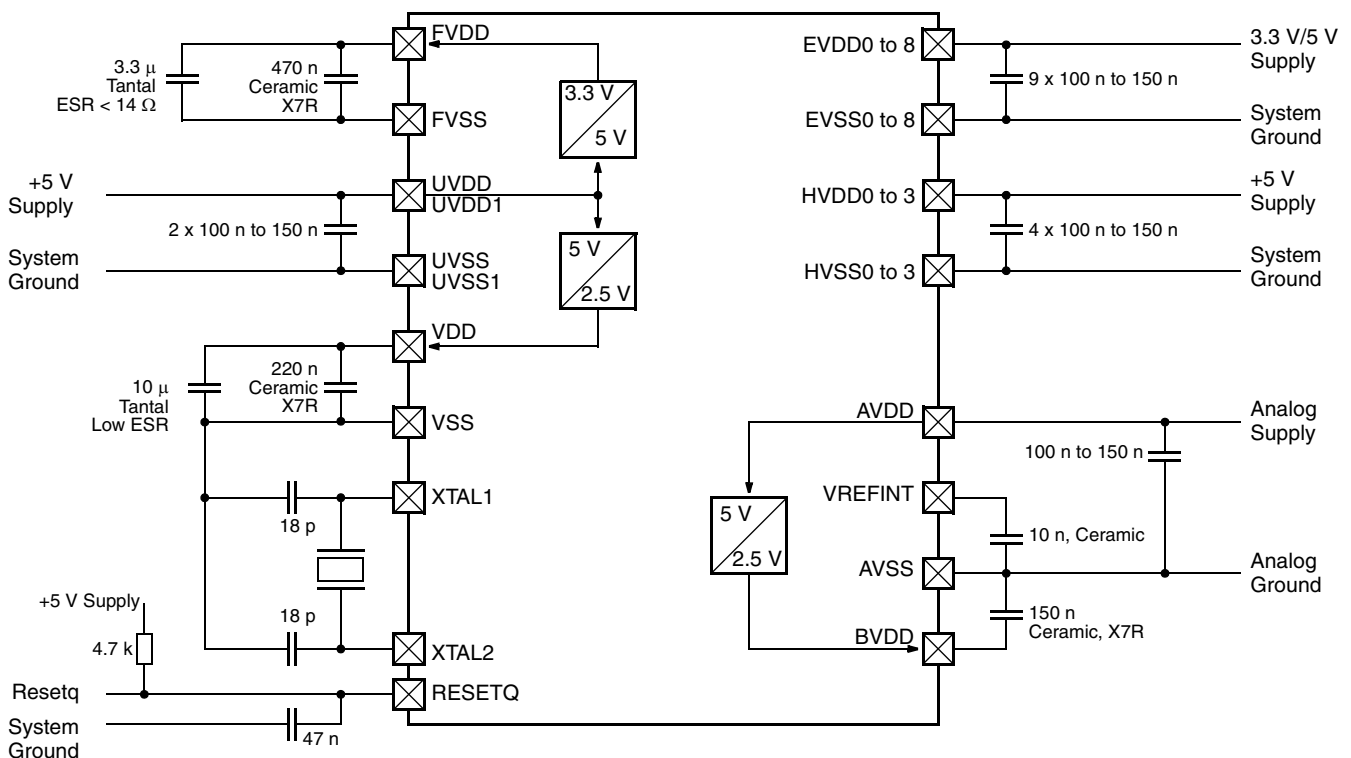 FVDD
3.3 μ
Tantal
ESR < 14 Ω
470 n
Ceramic
X7R
FVSS
3.3 V
5 V
+5 V
Supply
UVDD
UVDD1
2 x 100 n to 150 n
System
Ground
UVSS
UVSS1
5 V
2.5 V
VDD
10 μ
Tantal
Low ESR
220 n
Ceramic
X7R
VSS
XTAL1
18 p
18 p
XTAL2
+5 V Supply
4.7 k
Resetq
RESETQ
System
Ground
47 n
EVDD0 to 8
3.3 V/5 V
Supply
9 x 100 n to 150 n
EVSS0 to 8
System
Ground
HVDD0 to 3
+5 V
Supply
4 x 100 n to 150 n
HVSS0 to 3
System
Ground
AVDD
Analog
Supply
100 n to 150 n
VREFINT
5 V
2.5 V
10 n, Ceramic
AVSS
Analog
Ground
150 n
Ceramic, X7R
BVDD